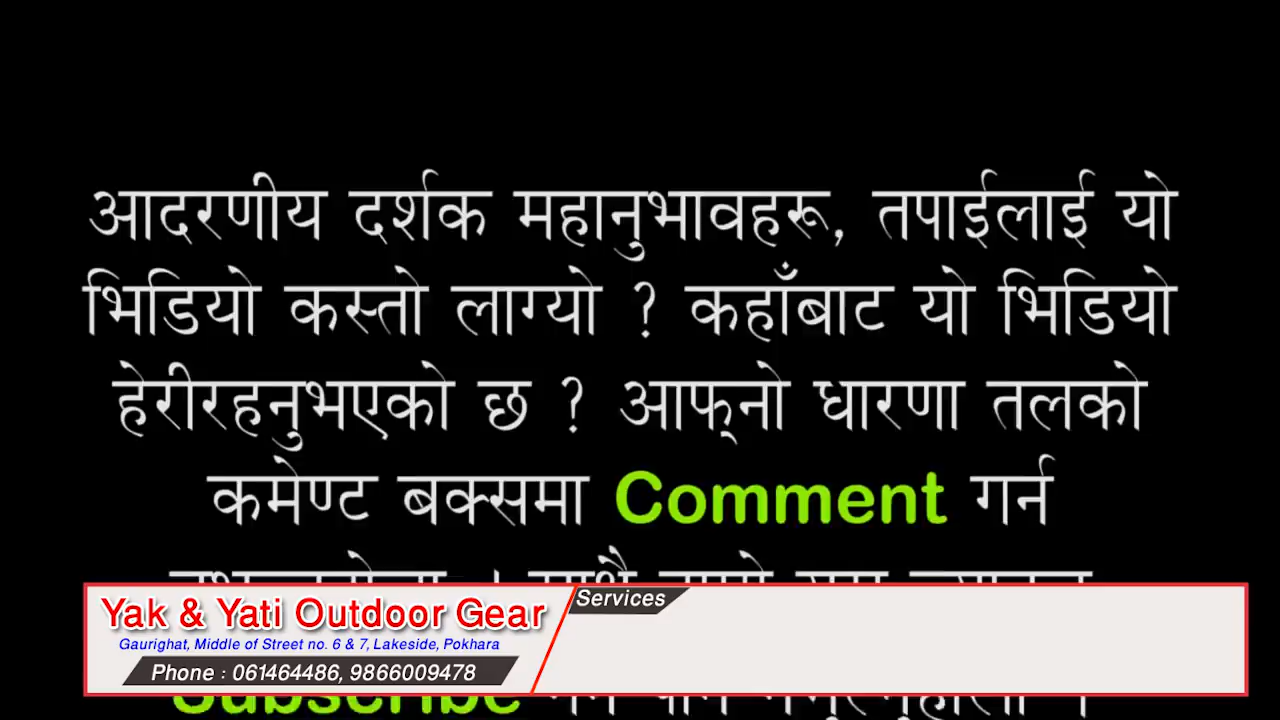 आदरणीय दर्शक महानुभावहरू, तपाईलाई यो
भिडियो कस्तो लाग्यो ? कहाँबाट यो भिडियो
हेरीरहनुभएको छ ? आफ्‌नो धारणा तलको
कमेण्ट बक्समा Comment गर्न
Yak & Yati Outdoor Gear
Services
Gaurighat, Middle of Street no. 6 & 7, Lakeside, Pokhara
Phone : 061464486, 9866009478
Subscribe